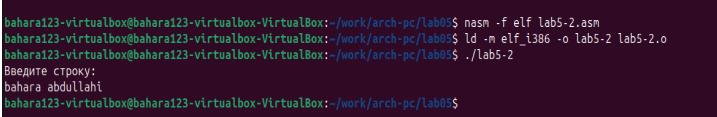 bahara123-virtualbox@bahara123-virtualbox-VirtualBox:~/work/arch-pc/lab05$ nasm -f elf lab5-2.asm
bahara123-virtualbox@bahara123-virtualbox-VirtualBox:~/work/arch-pc/lab05$ ld -m elf_i386 -o lab5-2 lab5-2.o
bahara123-virtualbox@bahara123-virtualbox-VirtualBox:~/work/arch-pc/lab05$ ./lab5-2
Введите строку:
bahara abdullahi
bahara123-virtualbox@bahara123-virtualbox-VirtualBox:~/work/arch-pc/lab05$